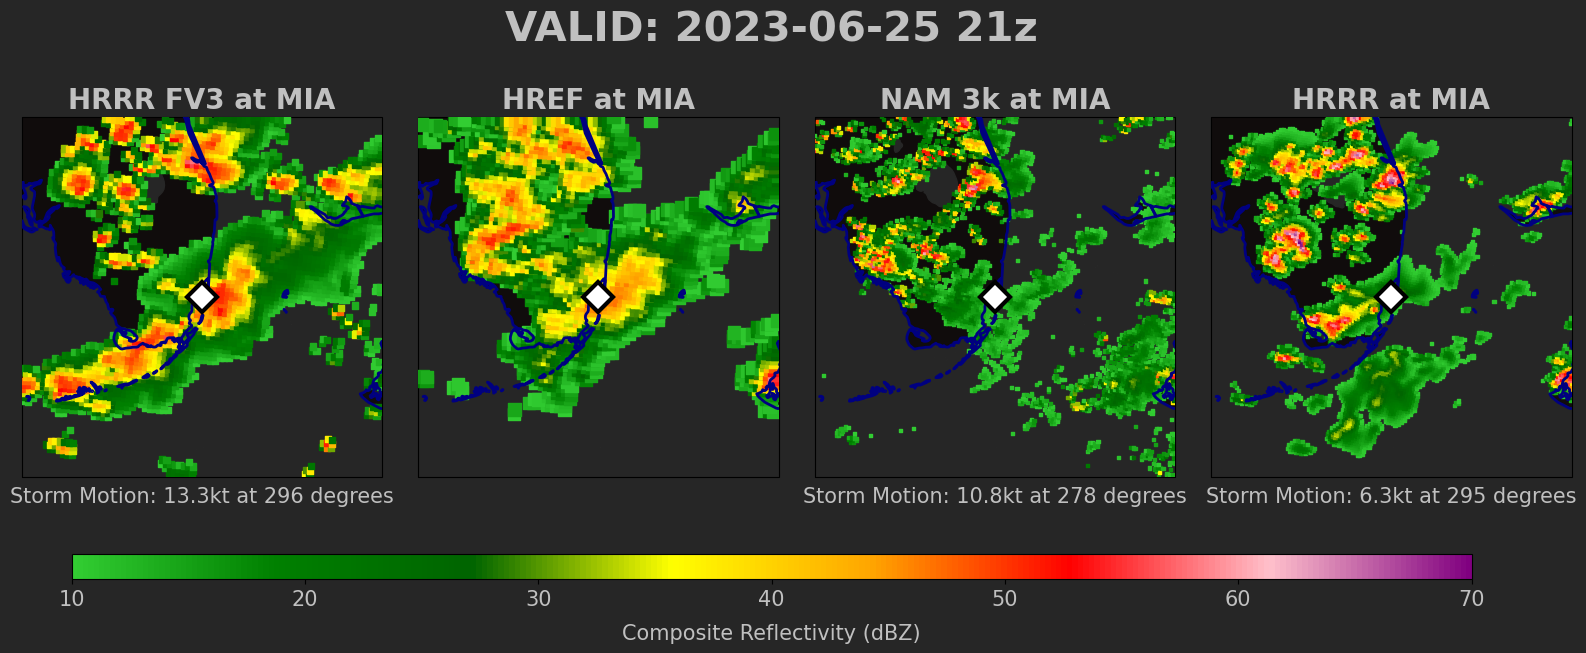 VALID: 2023-06-25 21z
HRRR FV3 at MIA
HREF at MIA
NAM 3k at MIA
HRRR at MIA
Storm Motion: 13.3kt at 296 degrees
Storm Motion: 10.8kt at 278 degrees
Storm Motion: 6.3kt at 295 degrees
10 20 30 40 50 60 70
Composite Reflectivity (dBZ)